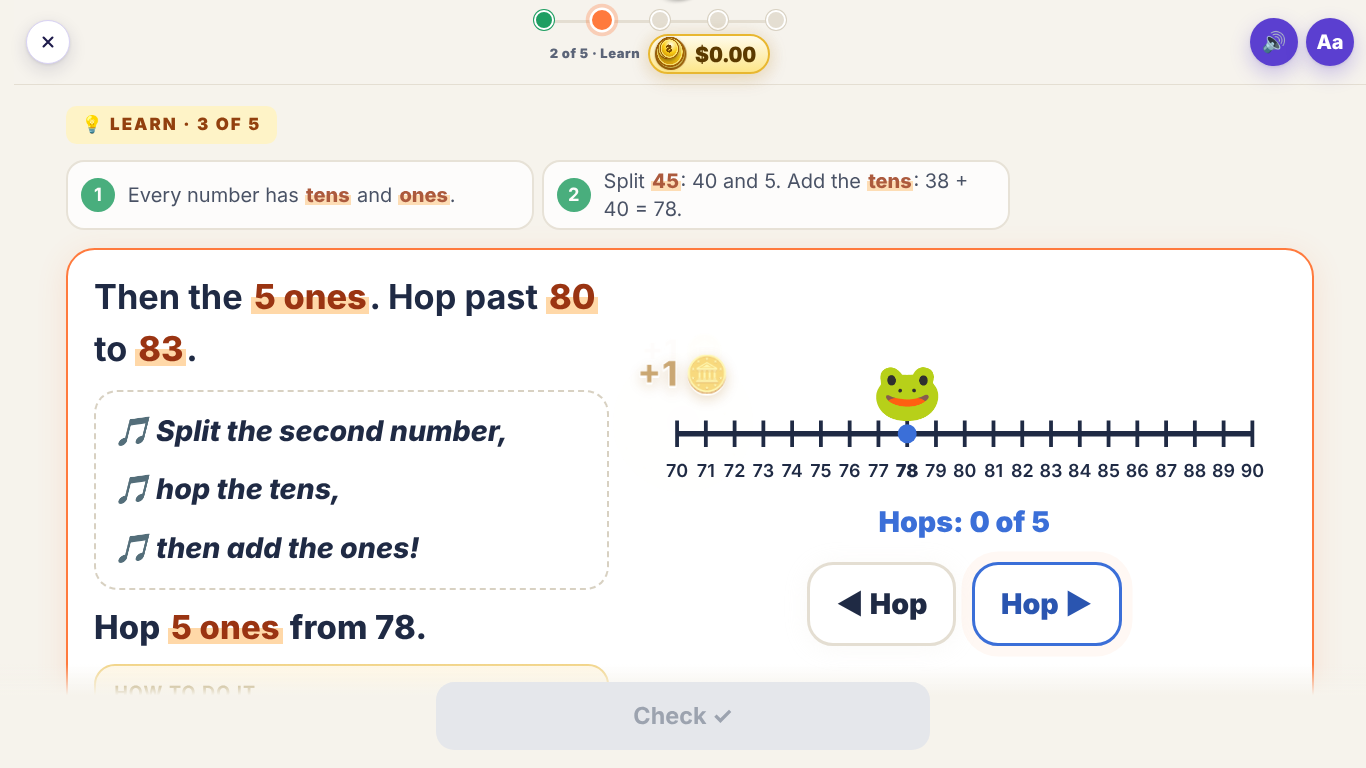 ✕
2 of 5 · Learn
$0.00
Aa
LEARN · 3 OF 5
1 Every number has tens and ones.
2 Split 45: 40 and 5. Add the tens: 38 +
40 = 78.
Then the 5 ones. Hop past 80
to 83.
🎵 Split the second number,
🎵 hop the tens,
🎵 then add the ones!
Hop 5 ones from 78.
HOW TO DO IT
+1
70 71 72 73 74 75 76 77 78 79 80 81 82 83 84 85 86 87 88 89 90
Hops: 0 of 5
◀ Hop
Hop ▶
Check ✓